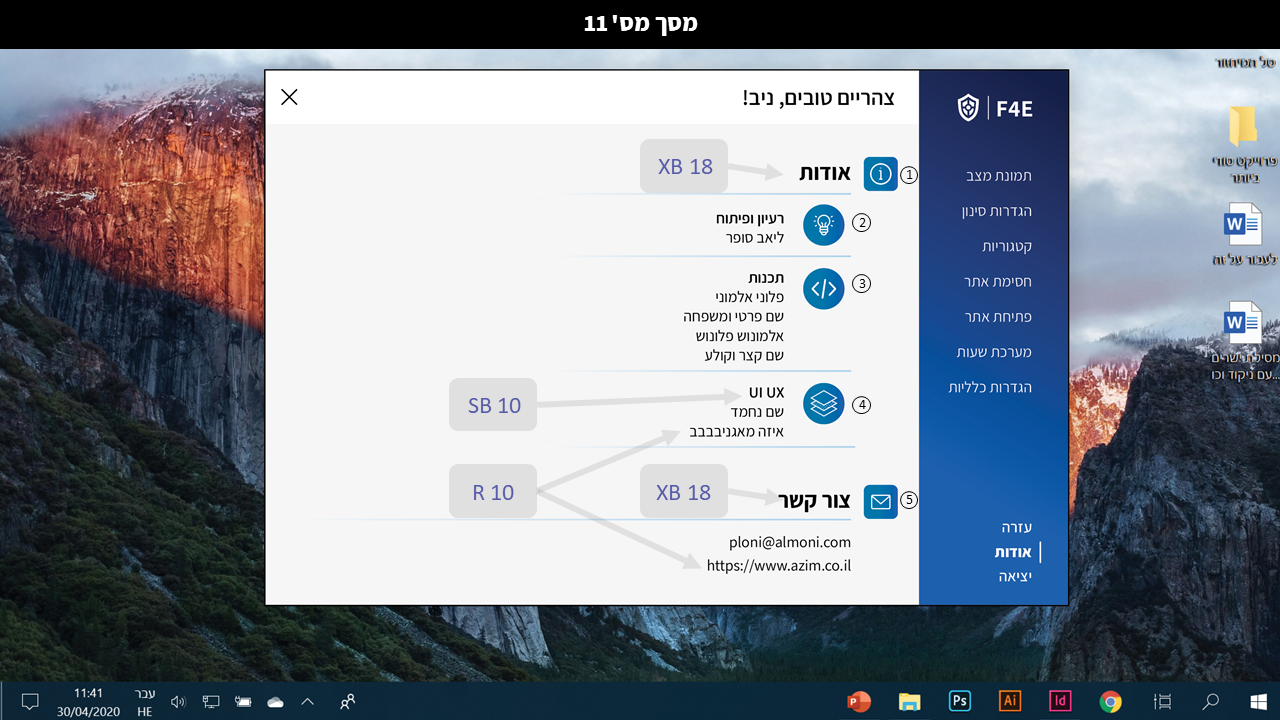 מסך מס' 11
סל המיחזור
פרוייקט טודי
ביותר
לעבור על זה
מסילת ישרים
עם ניקוד וכו...
F4E
תמונת מצב
הגדרות סינון
קטגוריות
חסימת אתר
פתיחת אתר
מערכת שעות
הגדרות כלליות
עזרה
אודות
יציאה
צהריים טובים, ניב!
1
אודות
XB 18
2
רעיון ופיתוח
ליאב סופר
3
תכנות
פלוני אלמוני
שם פרטי ומשפחה
אלמונוש פלונוש
שם קצר וקולע
4
UI UX
SB 10
שם נחמד
איזה מאגניבבבב
5
צור קשר
XB 18
R 10
ploni@almoni.com
https://www.azim.co.il
11:41
30/04/2020
עבר
HE
P
Ps
Ai
Id
W
W